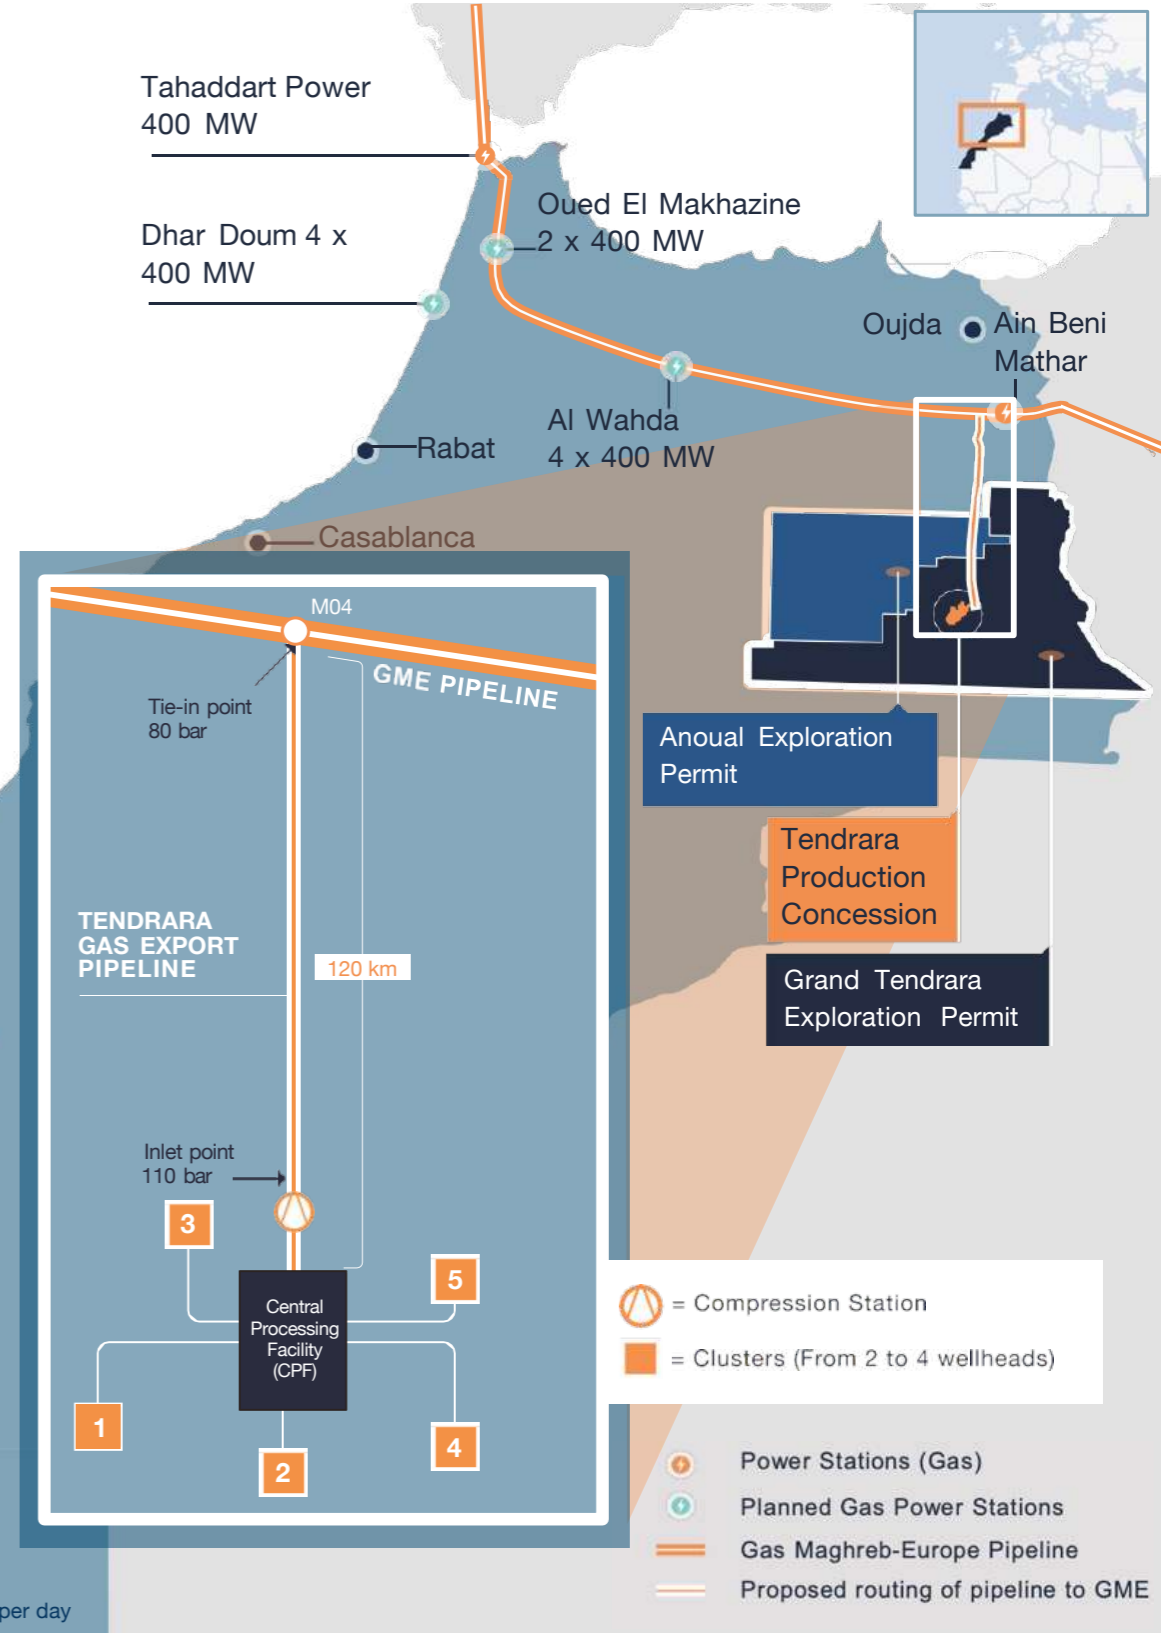 Tahaddart Power
400 MW
Dhar Doum 4 x
400 MW
Oued El Makhazine
2 x 400 MW
Oujda
Ain Beni
Mathar
Al Wahda
4 x 400 MW
Rabat
Casablanca
M04
GME PIPELINE
Tie-in point
80 bar
TENDRARA
GAS EXPORT
PIPELINE
120 km
Inlet point
110 bar
3
5
Central
Processing
Facility
(CPF)
1
2
4
Anoual Exploration
Permit
Tendrara
Production
Concession
Grand Tendrara
Exploration Permit
= Compression Station
= Clusters (From 2 to 4 wellheads)
Power Stations (Gas)
Planned Gas Power Stations
Gas Maghreb-Europe Pipeline
Proposed routing of pipeline to GME
per day